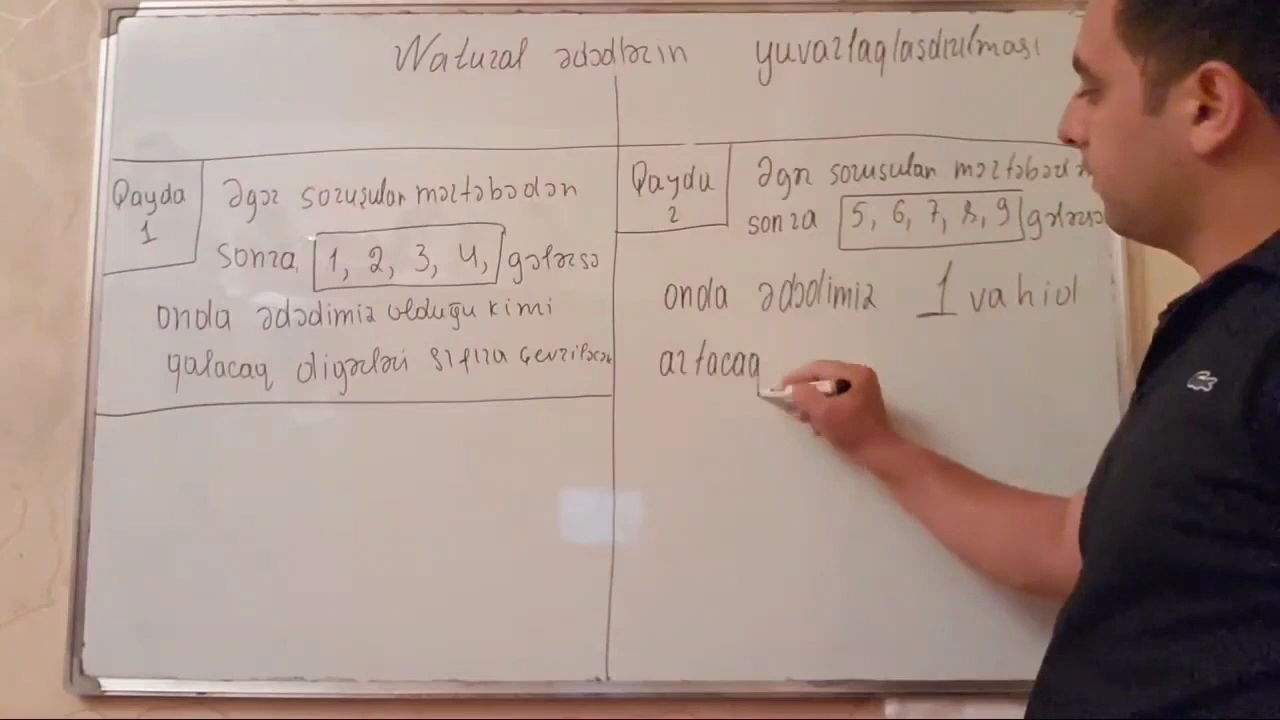 Natural ədədlərin yuvarlaqlaşdırılması
Qayda
1
Əgər soruşulan mərtəbədən
sonra 1, 2, 3, 4, gələrsə
onda ədədimiz olduğu kimi
qalacaq digərləri sıfıra çevriləcək
Qayda
2
Əgər soruşulan mərtəbədən
sonra 5, 6, 7, 8, 9 gələrsə
onda ədədimiz 1 vahid
artacaq